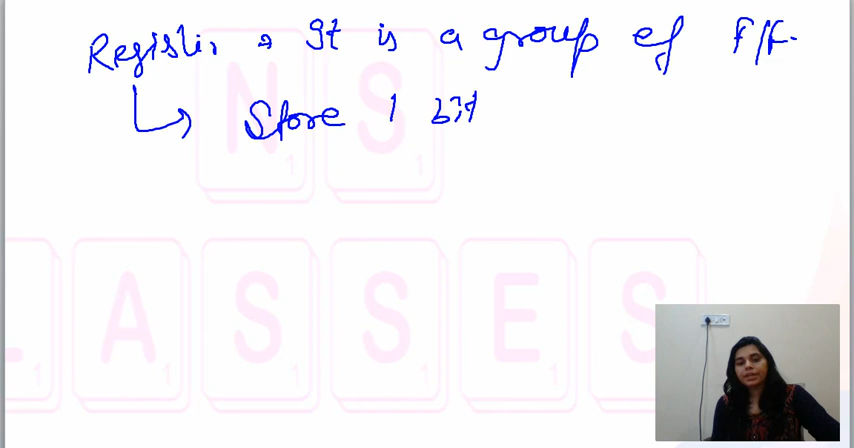 Register → It is a group of F/F.
↳ Store 1 bit
N S
L A S S E S